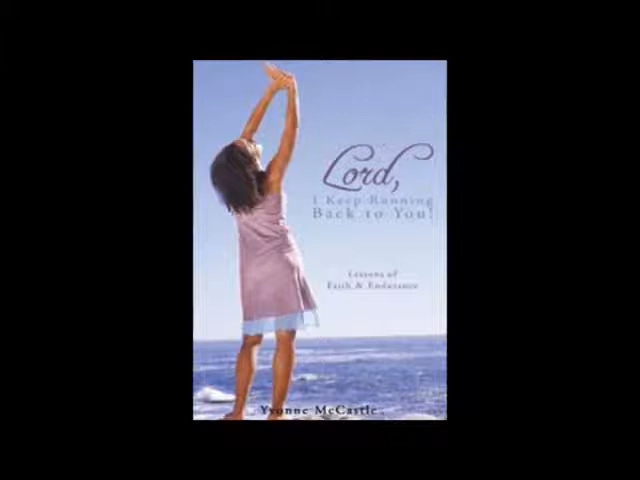 Lord,
I Keep Running
Back to You!
Lessons of
Faith & Endurance
Yvonne McCastle